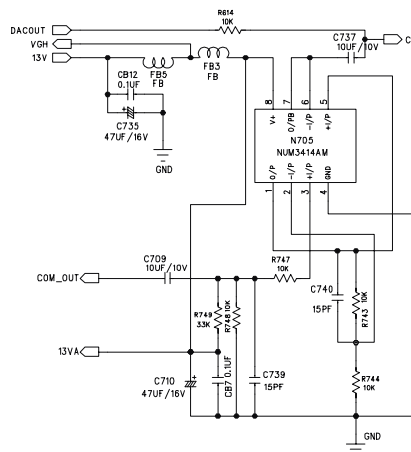 R614
10K
DACOUT
VGH
13V
C737
10UF/10V
C
FB5
FB
FB3
FB
CB12
0.1UF
C735
47UF/16V
GND
8
7
6
5
V+
O/PB
-I/P
+I/P
N705
NUM3414AM
O/P
-I/P
+I/P
GND
1
2
3
4
C709
10UF/10V
COM_OUT
R747
10K
C740
15PF
10K
R743
R749
33K
R748
10K
13VA
C710
47UF/16V
CB7
0.1UF
C739
15PF
R744
10K
GND